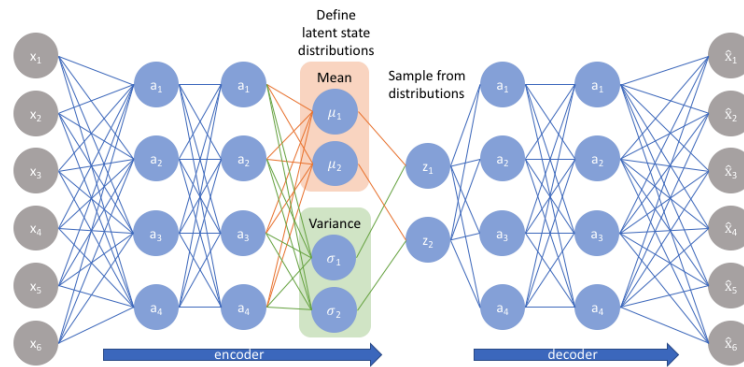 Define
latent state
distributions
Mean
Sample from
distributions
Variance
x1
x2
x3
x4
x5
x6
a1
a2
a3
a4
a1
a2
a3
a4
μ1
μ2
σ1
σ2
z1
z2
a1
a2
a3
a4
a1
a2
a3
a4
x̂1
x̂2
x̂3
x̂4
x̂5
x̂6
encoder
decoder